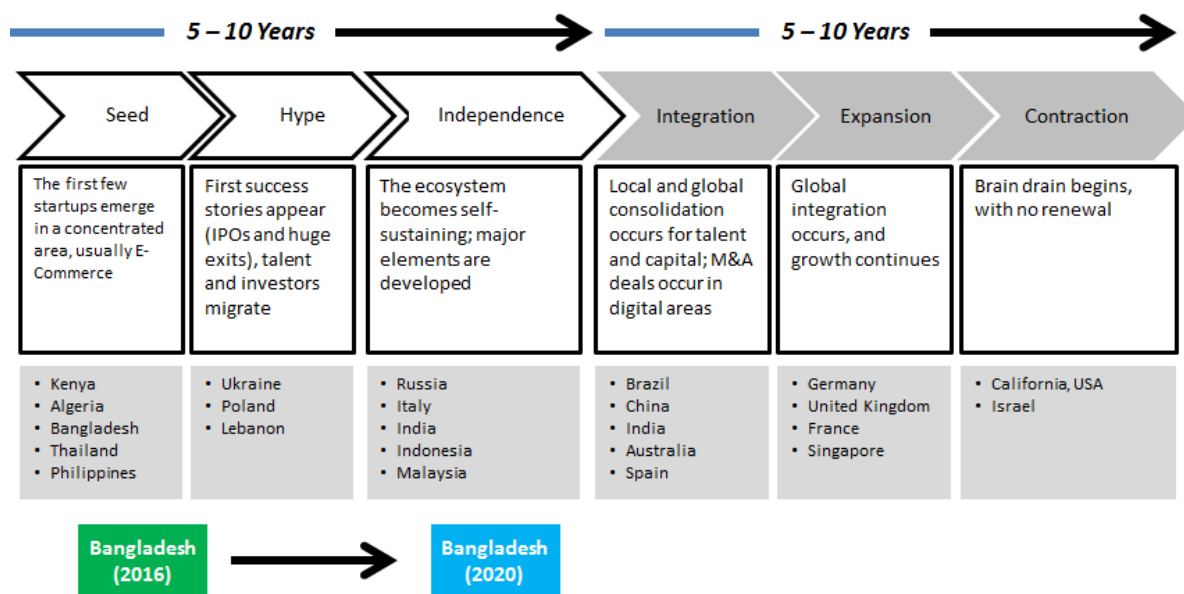 5 – 10 Years
5 – 10 Years
Seed
Hype
Independence
Integration
Expansion
Contraction
The first few
startups emerge
in a concentrated
area, usually E-
Commerce
First success
stories appear
(IPOs and huge
exits), talent
and investors
migrate
The ecosystem
becomes self-
sustaining; major
elements are
developed
Local and global
consolidation
occurs for talent
and capital; M&A
deals occur in
digital areas
Global
integration
occurs, and
growth continues
Brain drain begins,
with no renewal
• Kenya
• Algeria
• Bangladesh
• Thailand
• Philippines
• Ukraine
• Poland
• Lebanon
• Russia
• Italy
• India
• Indonesia
• Malaysia
• Brazil
• China
• India
• Australia
• Spain
• Germany
• United Kingdom
• France
• Singapore
• California, USA
• Israel
Bangladesh
(2016)
Bangladesh
(2020)